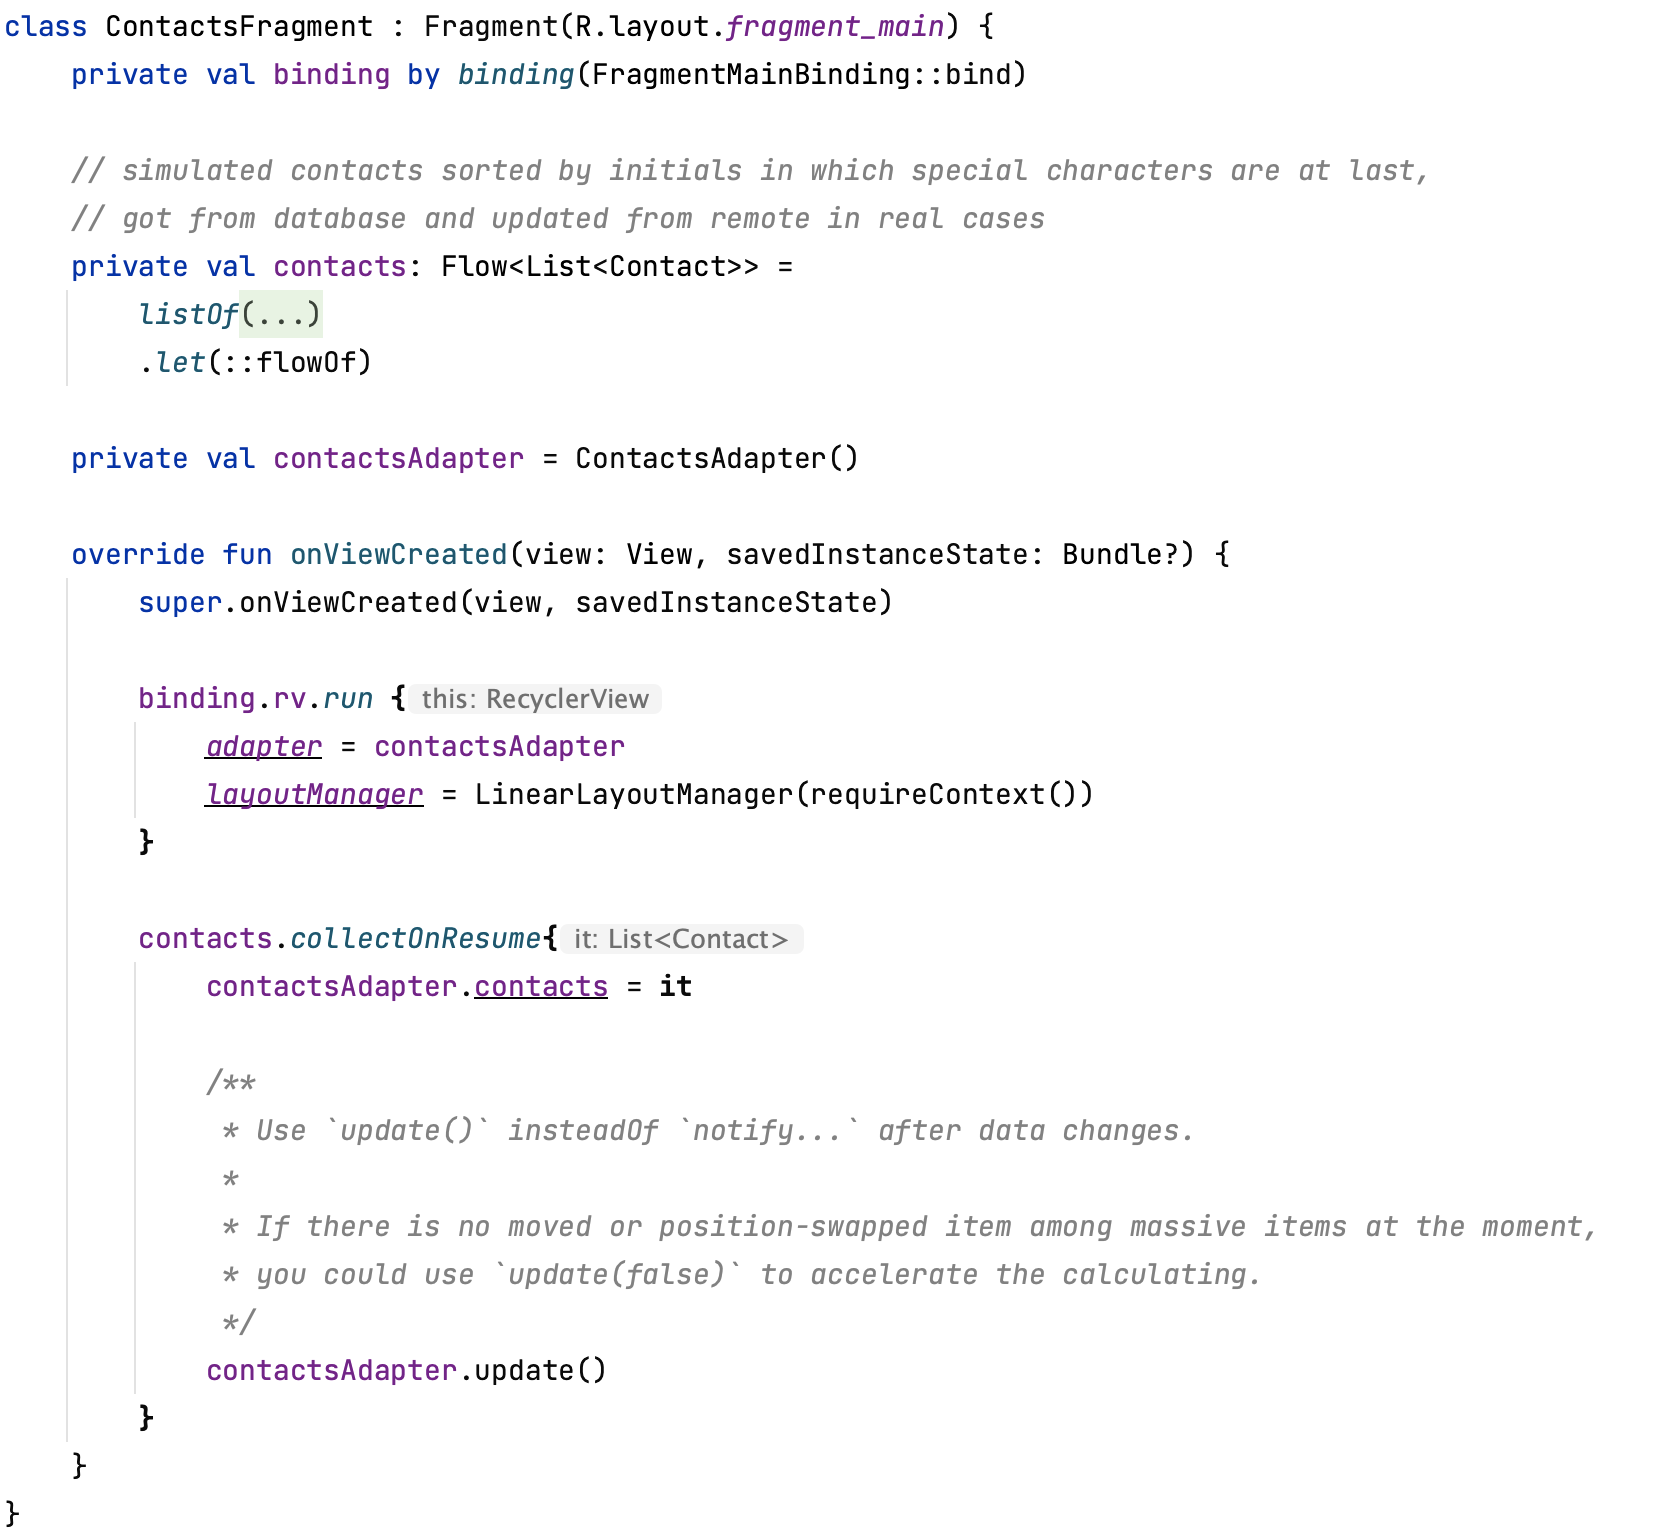 class ContactsFragment : Fragment(R.layout.fragment_main) {
    private val binding by binding(FragmentMainBinding::bind)

    // simulated contacts sorted by initials in which special characters are at last,
    // got from database and updated from remote in real cases
    private val contacts: Flow<List<Contact>> =
        listOf(...)
        .let(::flowOf)

    private val contactsAdapter = ContactsAdapter()

    override fun onViewCreated(view: View, savedInstanceState: Bundle?) {
        super.onViewCreated(view, savedInstanceState)

        binding.rv.run { this: RecyclerView
            adapter = contactsAdapter
            layoutManager = LinearLayoutManager(requireContext())
        }

        contacts.collectOnResume{ it: List<Contact>
            contactsAdapter.contacts = it

            /**
             * Use `update()` insteadOf `notify...` after data changes.
             *
             * If there is no moved or position-swapped item among massive items at the moment,
             * you could use `update(false)` to accelerate the calculating.
             */
            contactsAdapter.update()
        }
    }
}